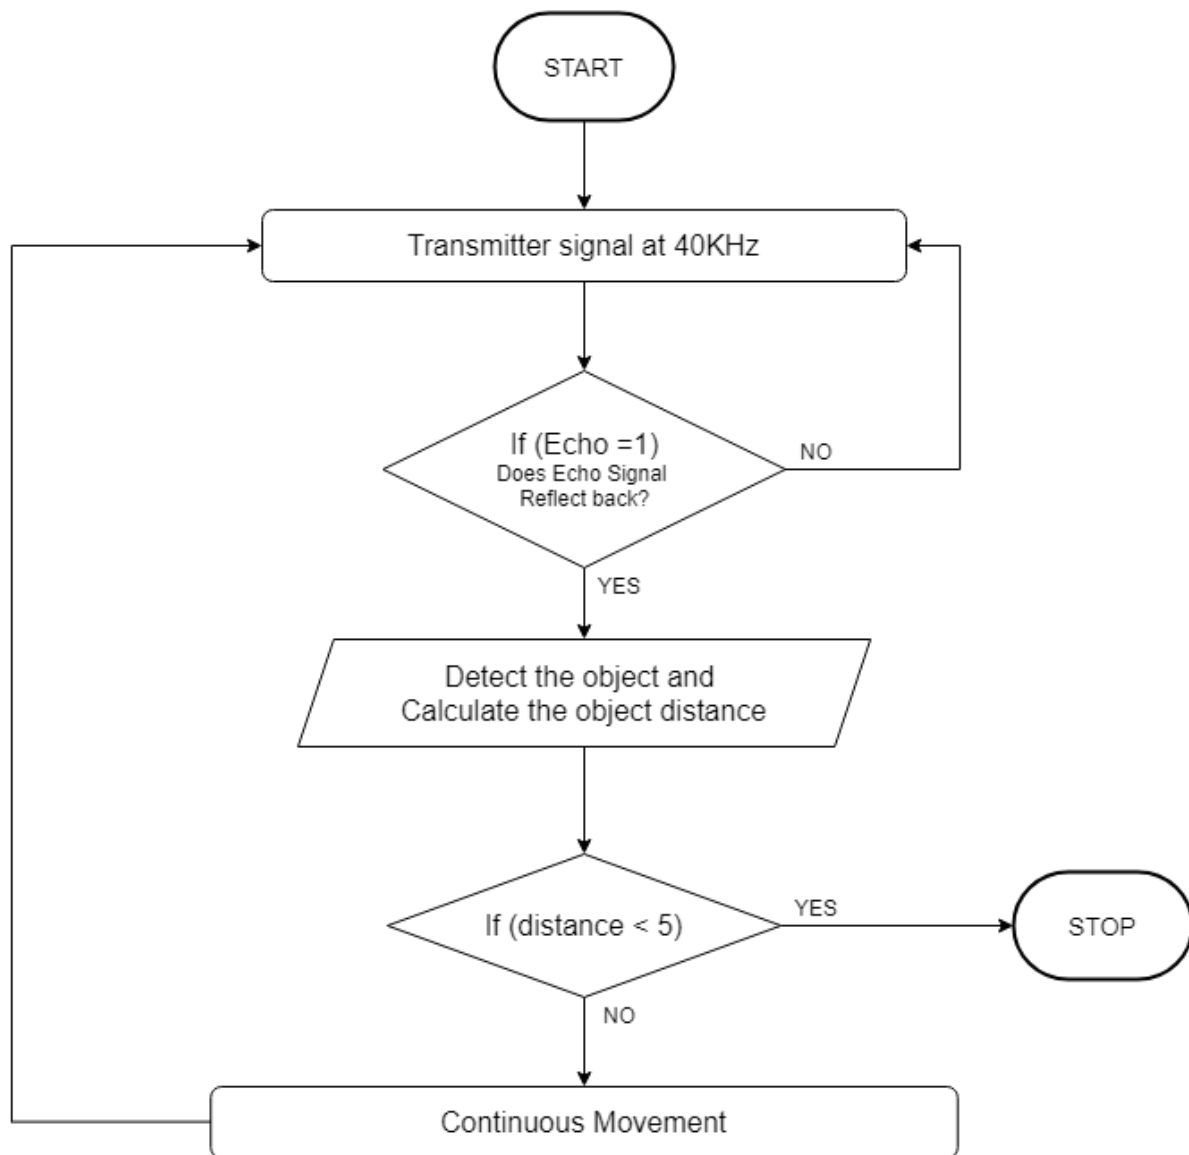 START
Transmitter signal at 40KHz
If (Echo =1)
Does Echo Signal
Reflect back?
NO
YES
Detect the object and
Calculate the object distance
If (distance < 5)
YES
STOP
NO
Continuous Movement